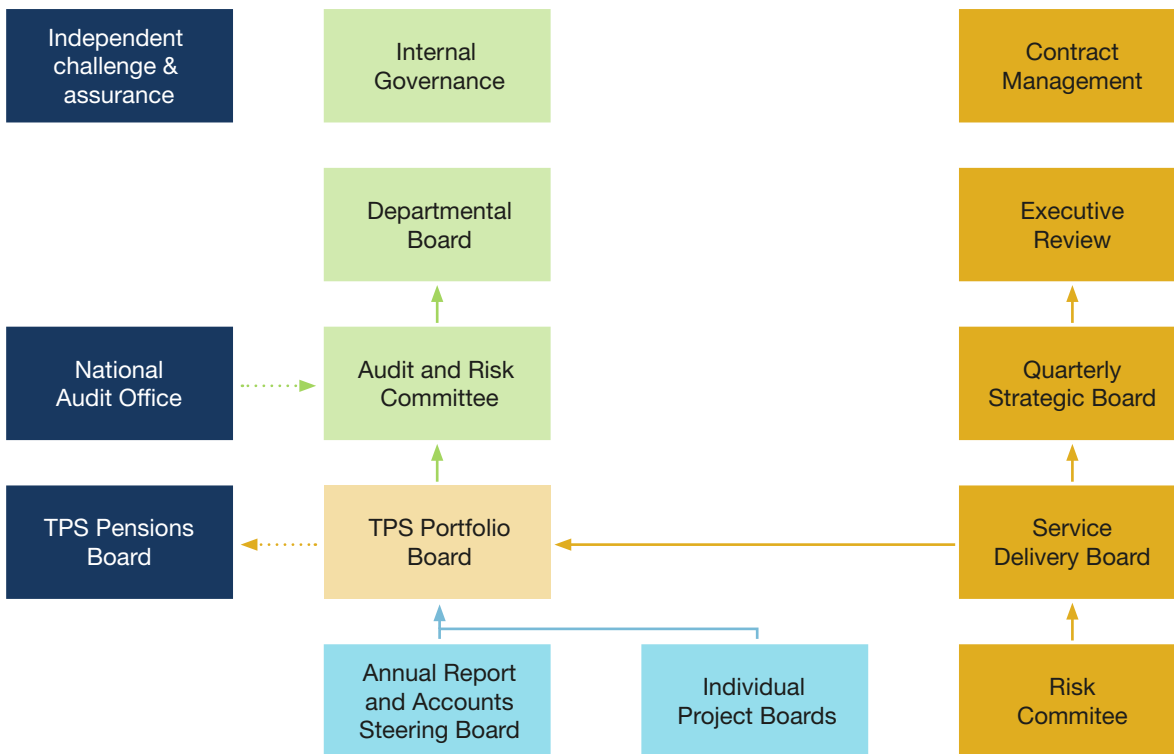 Independent
challenge &
assurance
Internal
Governance
Contract
Management
Departmental
Board
Executive
Review
National
Audit Office
Audit and Risk
Committee
Quarterly
Strategic Board
TPS Pensions
Board
TPS Portfolio
Board
Service
Delivery Board
Annual Report
and Accounts
Steering Board
Individual
Project Boards
Risk
Commitee